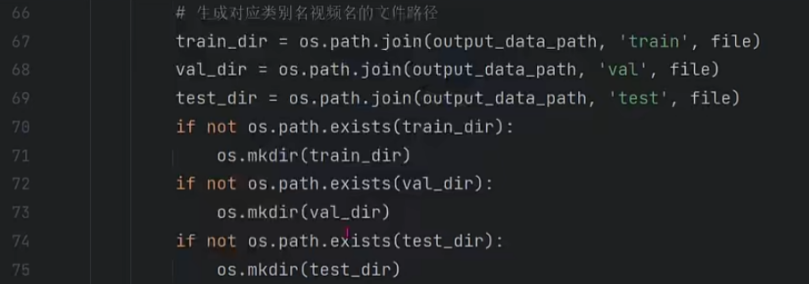 66 # 生成对应类别名视频名的文件路径
67 train_dir = os.path.join(output_data_path, 'train', file)
68 val_dir = os.path.join(output_data_path, 'val', file)
69 test_dir = os.path.join(output_data_path, 'test', file)
70 if not os.path.exists(train_dir):
71 os.mkdir(train_dir)
72 if not os.path.exists(val_dir):
73 os.mkdir(val_dir)
74 if not os.path.exists(test_dir):
75 os.mkdir(test_dir)